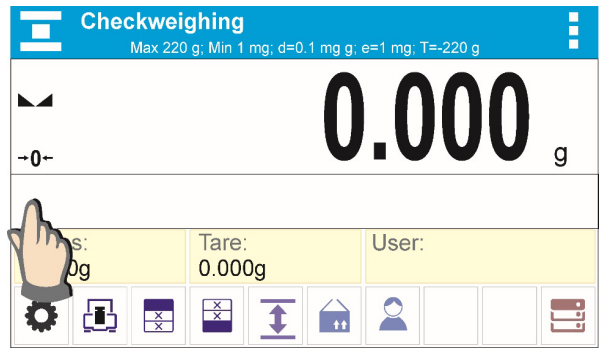 Checkweighing
Max 220 g; Min 1 mg; d=0.1 mg g; e=1 mg; T=-220 g
0.000 g
→0←
Tare:
User:
0.000g